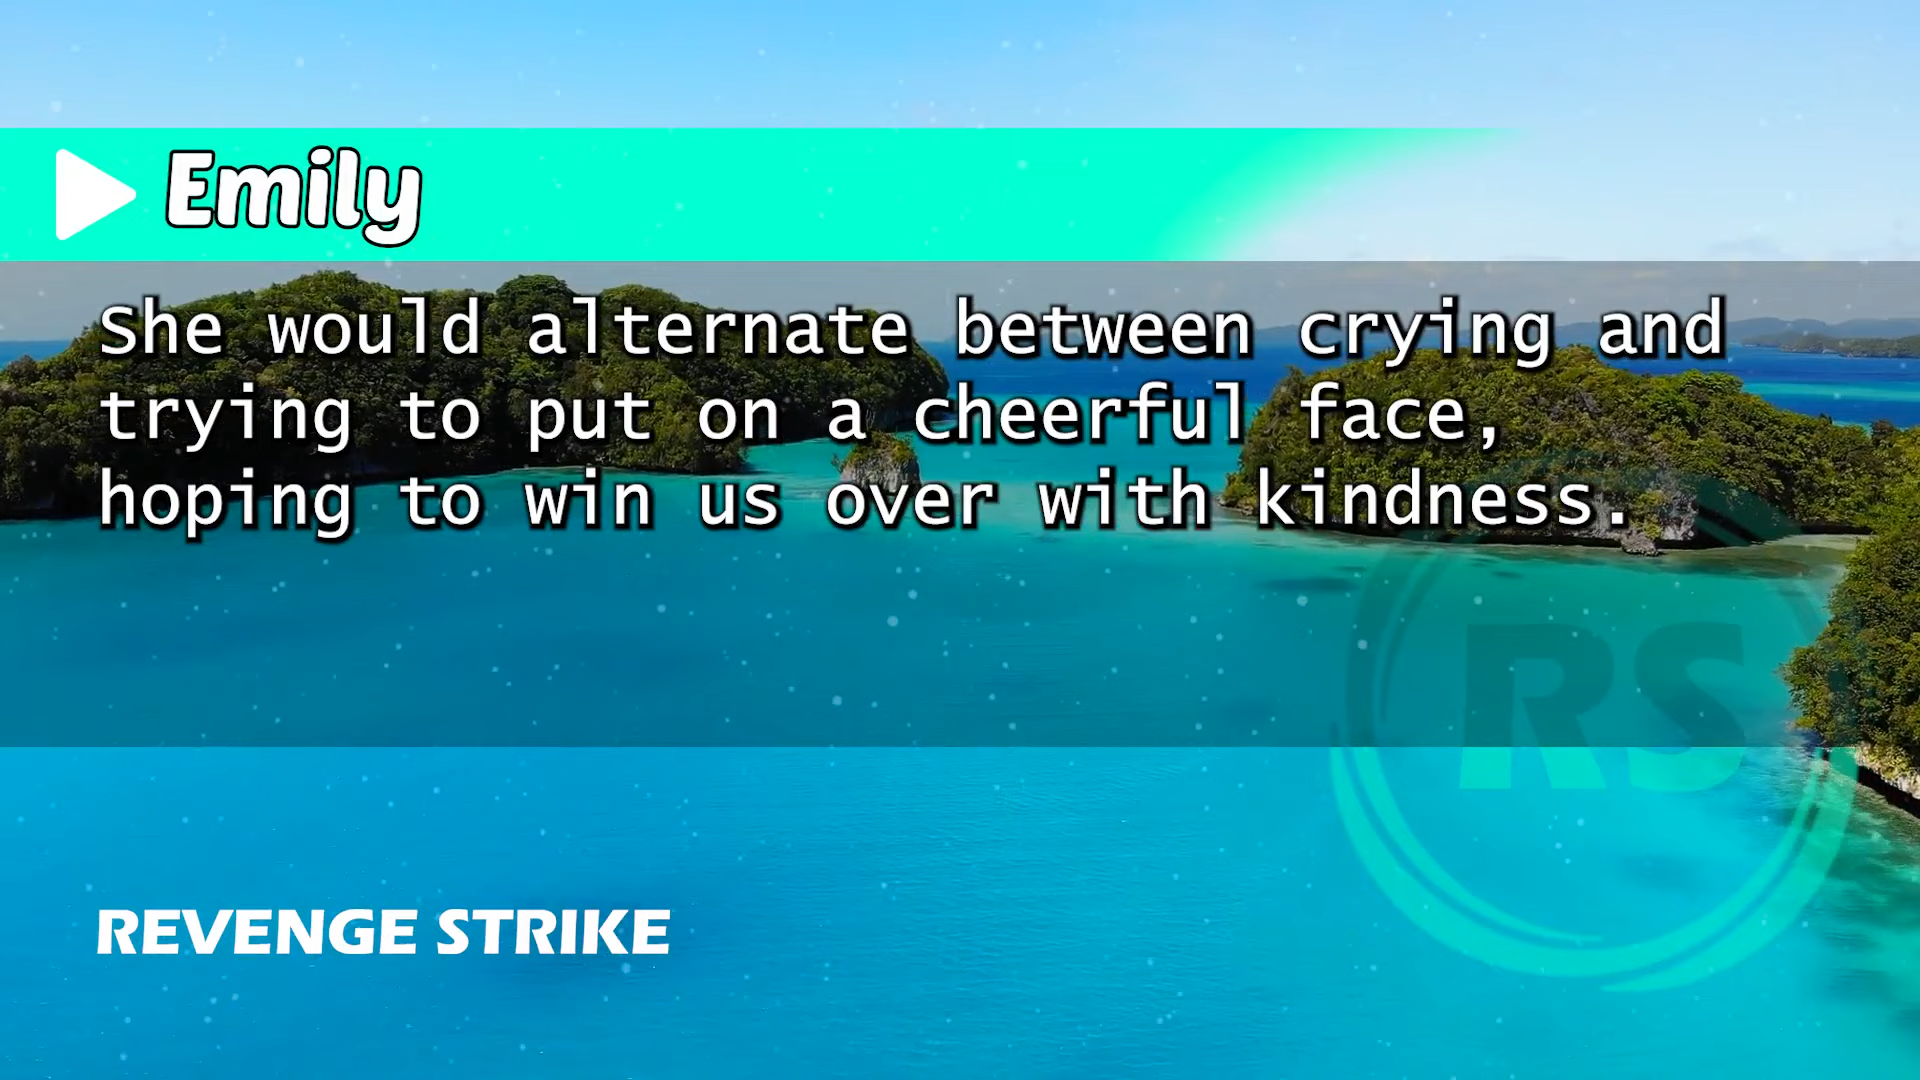 Emily
She would alternate between crying and
trying to put on a cheerful face,
hoping to win us over with kindness.
RS
REVENGE STRIKE